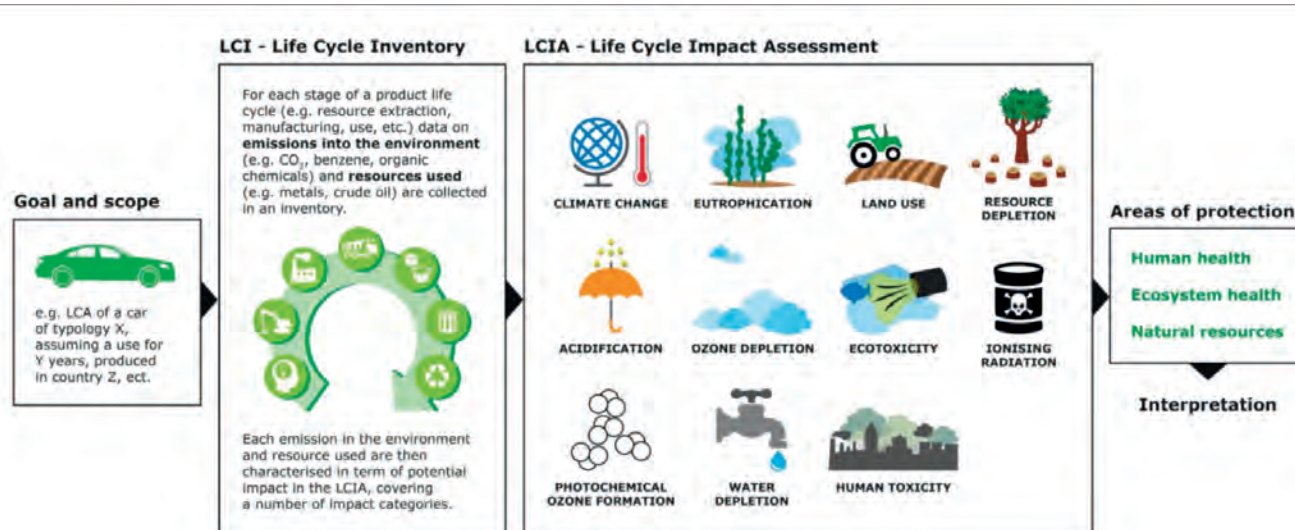 Goal and scope
e.g. LCA of a car
of typology X,
assuming a use for
Y years, produced
in country Z, ect.
LCI - Life Cycle Inventory
For each stage of a product life
cycle (e.g. resource extraction,
manufacturing, use, etc.) data on
emissions into the environment
(e.g. CO₂, benzene, organic
chemicals) and resources used
(e.g. metals, crude oil) are collected
in an inventory.
Each emission in the environment
and resource used are then
characterised in term of potential
impact in the LCIA, covering
a number of impact categories.
LCIA - Life Cycle Impact Assessment
CLIMATE CHANGE
EUTROPHICATION
LAND USE
RESOURCE
DEPLETION
ACIDIFICATION
OZONE DEPLETION
ECOTOXICITY
IONISING
RADIATION
PHOTOCHEMICAL
OZONE FORMATION
WATER
DEPLETION
HUMAN TOXICITY
Areas of protection
Human health
Ecosystem health
Natural resources
Interpretation